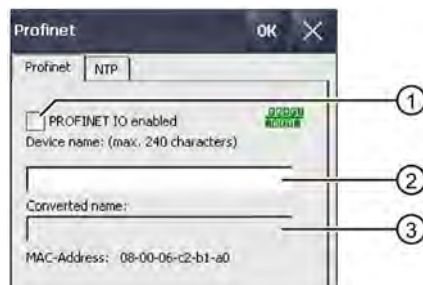 Profinet OK
Profinet NTP
①
PROFINET IO enabled
Device name: (max. 240 characters)
②
Converted name:
③
MAC-Address: 08-00-06-c2-b1-a0